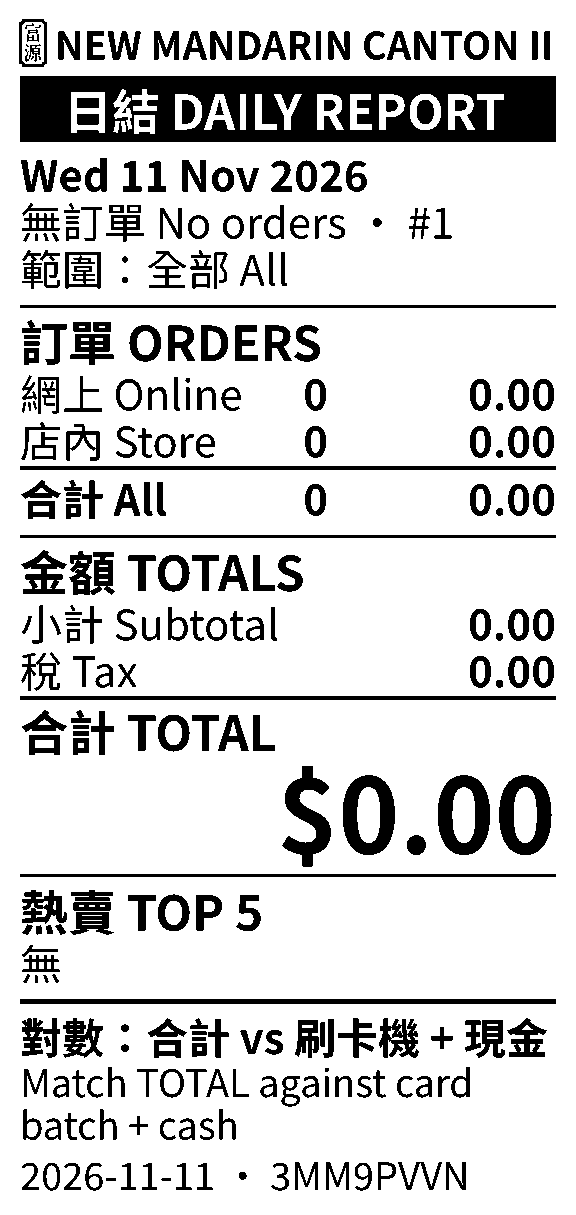 富源 NEW MANDARIN CANTON II
日結 DAILY REPORT
Wed 11 Nov 2026
無訂單 No orders · #1
範圍：全部 All
訂單 ORDERS
網上 Online 0 0.00
店內 Store 0 0.00
合計 All 0 0.00
金額 TOTALS
小計 Subtotal 0.00
稅 Tax 0.00
合計 TOTAL
$0.00
熱賣 TOP 5
無
對數：合計 vs 刷卡機 + 現金
Match TOTAL against card
batch + cash
2026-11-11 · 3MM9PVVN